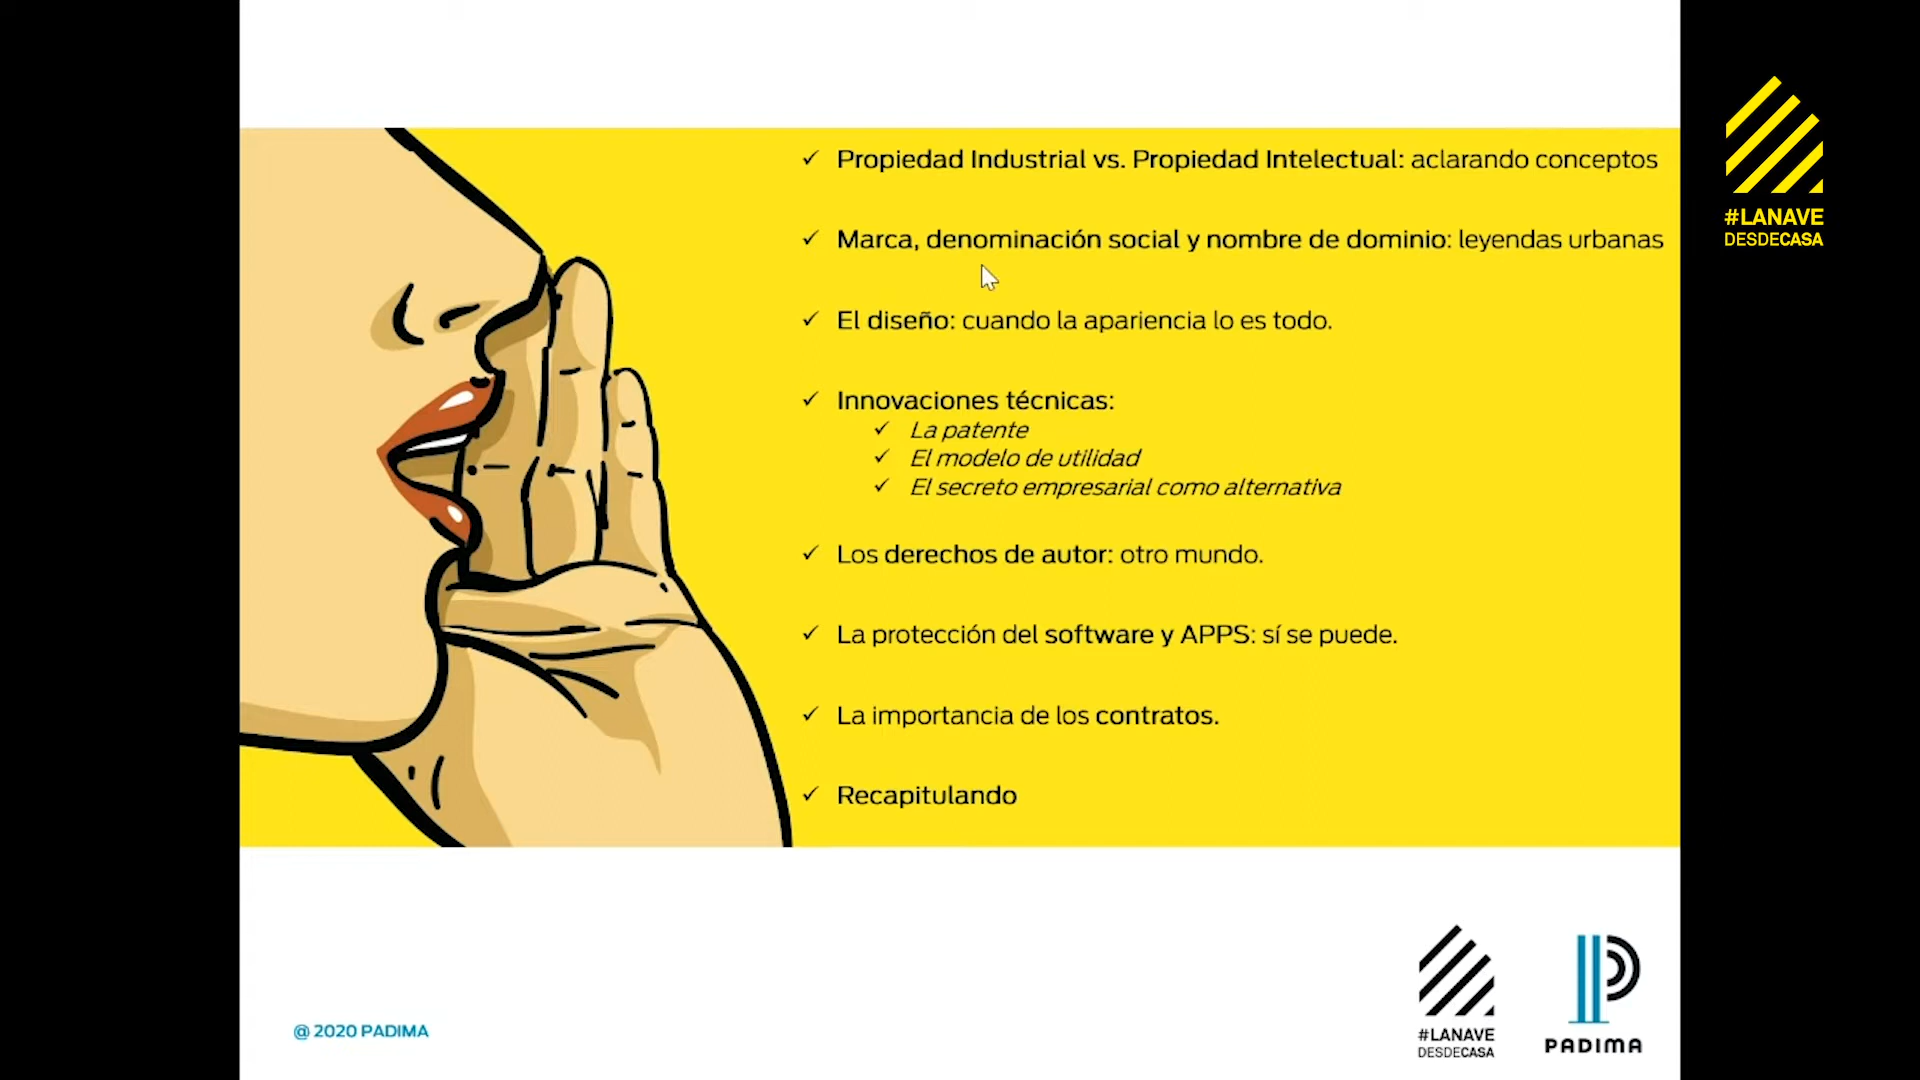 Propiedad Industrial vs. Propiedad Intelectual: aclarando conceptos
Marca, denominación social y nombre de dominio: leyendas urbanas
El diseño: cuando la apariencia lo es todo.
Innovaciones técnicas:
La patente
El modelo de utilidad
El secreto empresarial como alternativa
Los derechos de autor: otro mundo.
La protección del software y APPS: sí se puede.
La importancia de los contratos.
Recapitulando
#LANAVE
DESDECASA
@ 2020 PADIMA
#LANAVE
DESDECASA
PADIMA